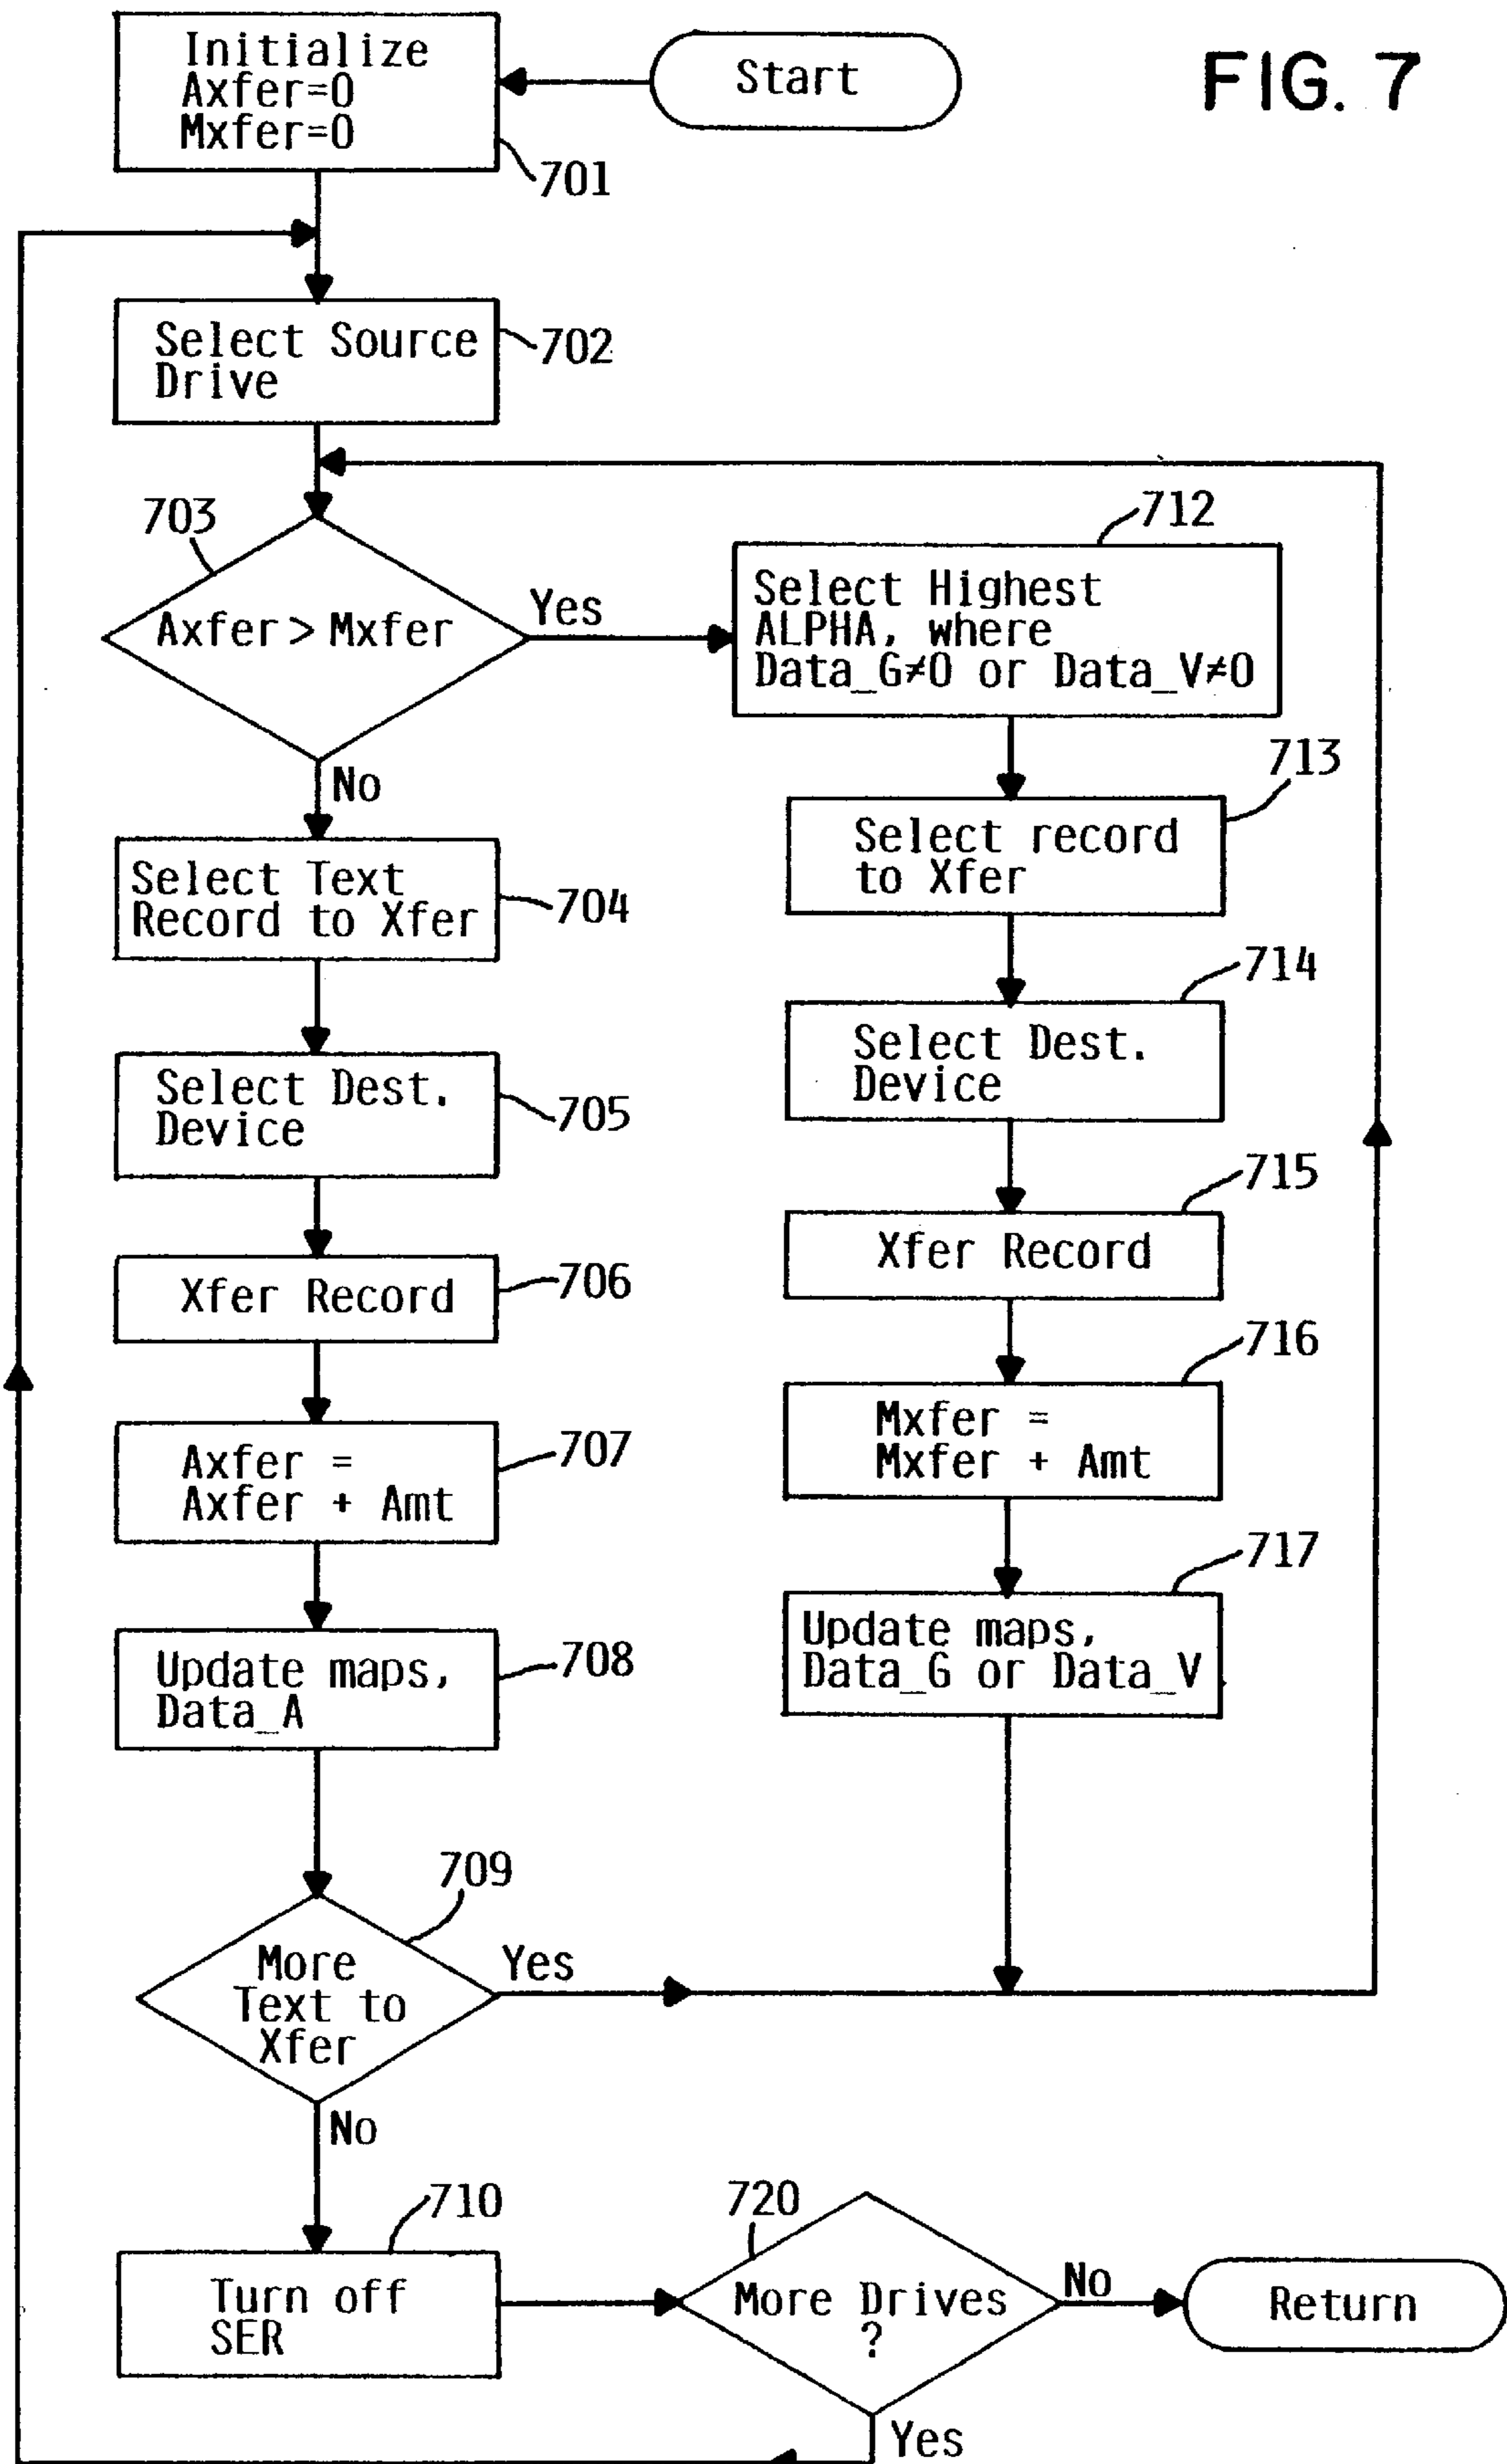 FIG. 7
Start
Initialize
Axfer=0
Mxfer=0
701
Select Source
Drive
702
703
Axfer > Mxfer
Yes
No
Select Text
Record to Xfer
704
Select Dest.
Device
705
Xfer Record
706
Axfer =
Axfer + Amt
707
Update maps,
Data_A
708
709
More
Text to
Xfer
Yes
No
710
Turn off
SER
720
More Drives
?
No
Yes
Return
712
Select Highest
ALPHA, where
Data_G≠0 or Data_V≠0
713
Select record
to Xfer
714
Select Dest.
Device
715
Xfer Record
716
Mxfer =
Mxfer + Amt
717
Update maps,
Data_G or Data_V